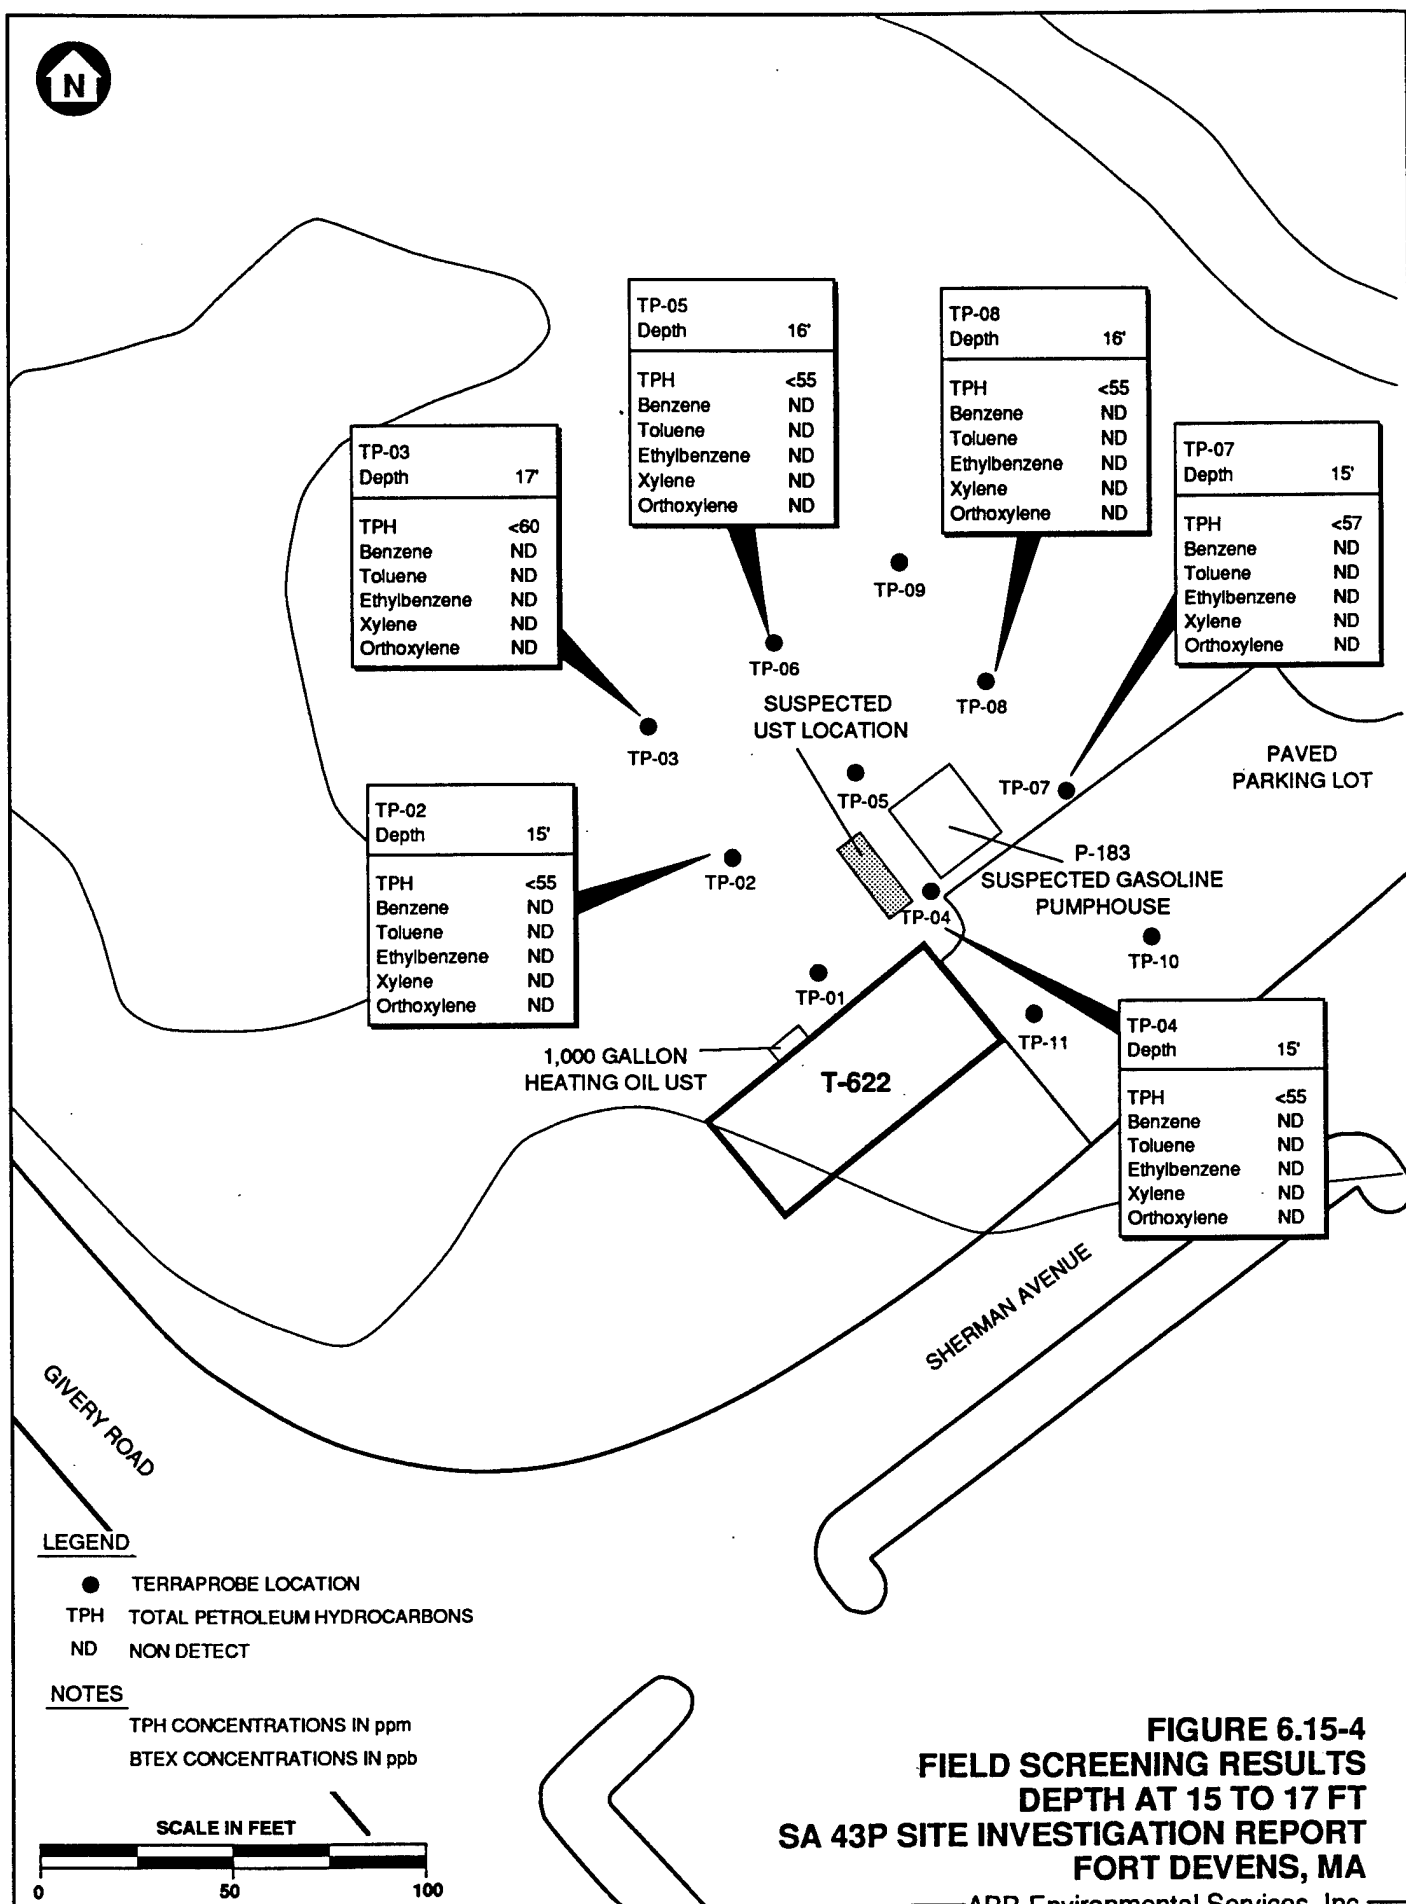 N
TP-05
Depth 16'
TPH <55
Benzene ND
Toluene ND
Ethylbenzene ND
Xylene ND
Orthoxylene ND
TP-08
Depth 16'
TPH <55
Benzene ND
Toluene ND
Ethylbenzene ND
Xylene ND
Orthoxylene ND
TP-03
Depth 17'
TPH <60
Benzene ND
Toluene ND
Ethylbenzene ND
Xylene ND
Orthoxylene ND
TP-07
Depth 15'
TPH <57
Benzene ND
Toluene ND
Ethylbenzene ND
Xylene ND
Orthoxylene ND
TP-09
TP-06
TP-08
SUSPECTED
UST LOCATION
TP-03
TP-05
TP-07
PAVED
PARKING LOT
TP-02
Depth 15'
TPH <55
Benzene ND
Toluene ND
Ethylbenzene ND
Xylene ND
Orthoxylene ND
TP-02
P-183
SUSPECTED GASOLINE
PUMPHOUSE
TP-04
TP-10
TP-01
TP-11
1,000 GALLON
HEATING OIL UST
T-622
TP-04
Depth 15'
TPH <55
Benzene ND
Toluene ND
Ethylbenzene ND
Xylene ND
Orthoxylene ND
SHERMAN AVENUE
GIVERY ROAD
LEGEND
TERRAPROBE LOCATION
TPH TOTAL PETROLEUM HYDROCARBONS
ND NON DETECT
NOTES
TPH CONCENTRATIONS IN ppm
BTEX CONCENTRATIONS IN ppb
SCALE IN FEET
0 50 100
FIGURE 6.15-4
FIELD SCREENING RESULTS
DEPTH AT 15 TO 17 FT
SA 43P SITE INVESTIGATION REPORT
FORT DEVENS, MA
ABB Environmental Services, Inc.